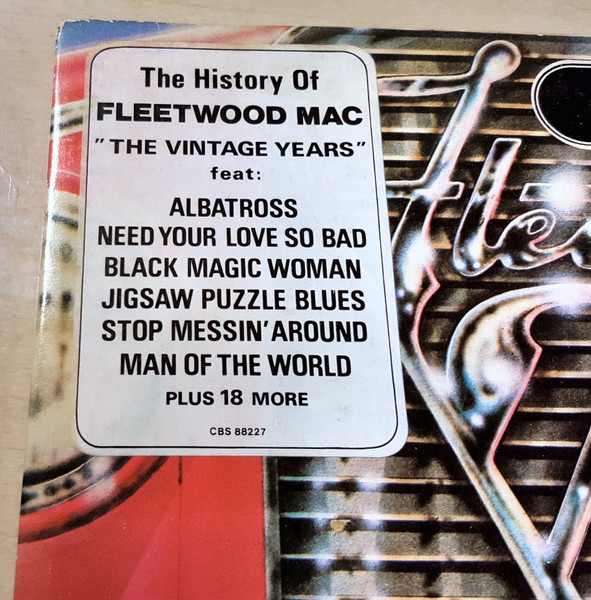 The History Of
FLEETWOOD MAC
"THE VINTAGE YEARS"
feat:
ALBATROSS
NEED YOUR LOVE SO BAD
BLACK MAGIC WOMAN
JIGSAW PUZZLE BLUES
STOP MESSIN' AROUND
MAN OF THE WORLD
PLUS 18 MORE
CBS 88227